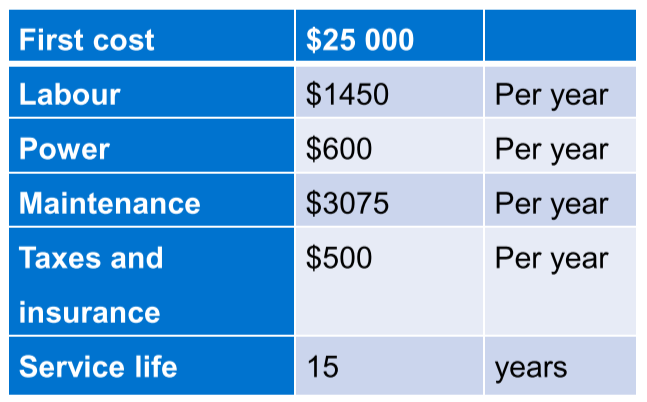 First cost $25 000
Labour $1450 Per year
Power $600 Per year
Maintenance $3075 Per year
Taxes and $500 Per year
insurance
Service life 15 years